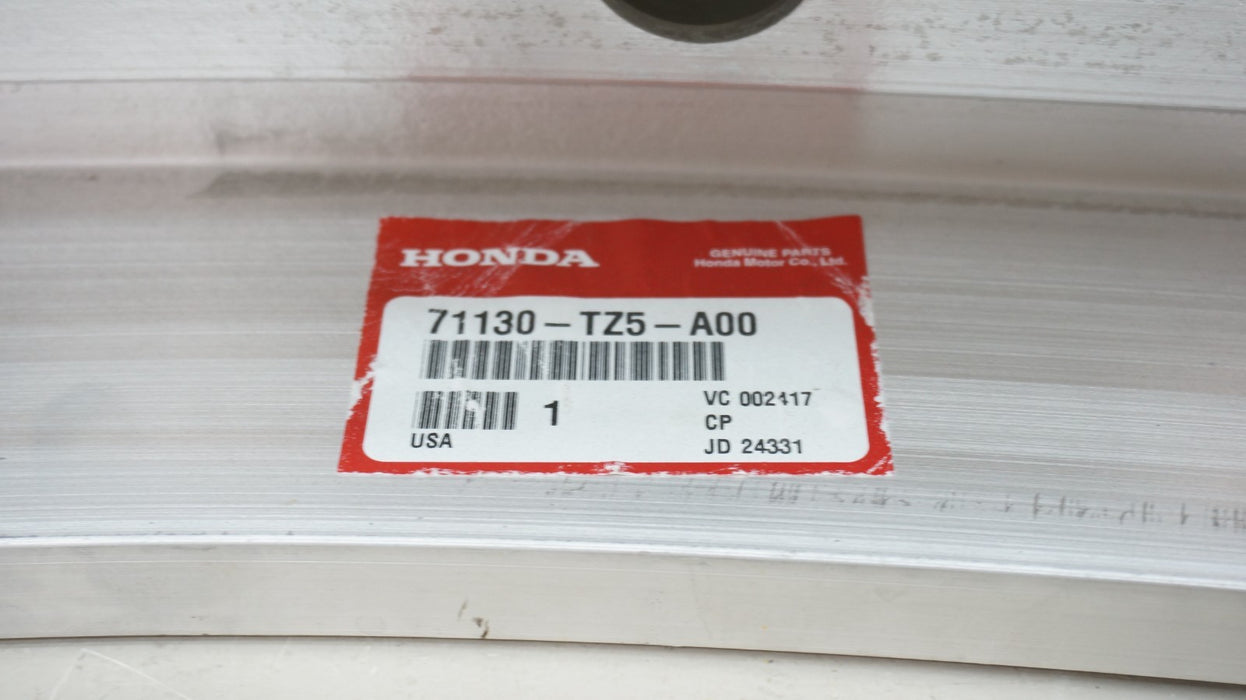 HONDA
GENUINE PARTS
Honda Motor Co., Ltd.
71130-TZ5-A00
1
VC 002417
CP
USA
JD 24331